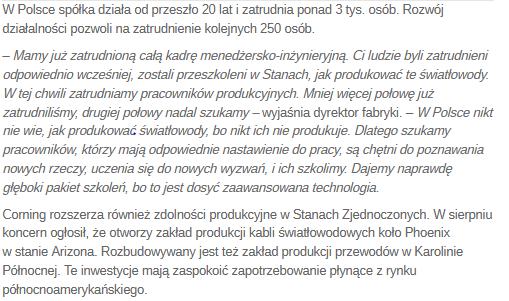 W Polsce spółka działa od przeszło 20 lat i zatrudnia ponad 3 tys. osób. Rozwój
działalności pozwoli na zatrudnienie kolejnych 250 osób.
– Mamy już zatrudnioną całą kadrę menedżersko-inżynieryjną. Ci ludzie byli zatrudnieni
odpowiednio wcześniej, zostali przeszkoleni w Stanach, jak produkować te światłowody.
W tej chwili zatrudniamy pracowników produkcyjnych. Mniej więcej połowę już
zatrudniliśmy, drugiej połowy nadal szukamy – wyjaśnia dyrektor fabryki. – W Polsce nikt
nie wie, jak produkować światłowody, bo nikt ich nie produkuje. Dlatego szukamy
pracowników, którzy mają odpowiednie nastawienie do pracy, są chętni do poznawania
nowych rzeczy, uczenia się do nowych wyzwań, i ich szkolimy. Dajemy naprawdę
głęboki pakiet szkoleń, bo to jest dosyć zaawansowana technologia.
Corning rozszerza również zdolności produkcyjne w Stanach Zjednoczonych. W sierpniu
koncern ogłosił, że otworzy zakład produkcji kabli światłowodowych koło Phoenix
w stanie Arizona. Rozbudowywany jest też zakład produkcji przewodów w Karolinie
Północnej. Te inwestycje mają zaspokoić zapotrzebowanie płynące z rynku
północnoamerykańskiego.